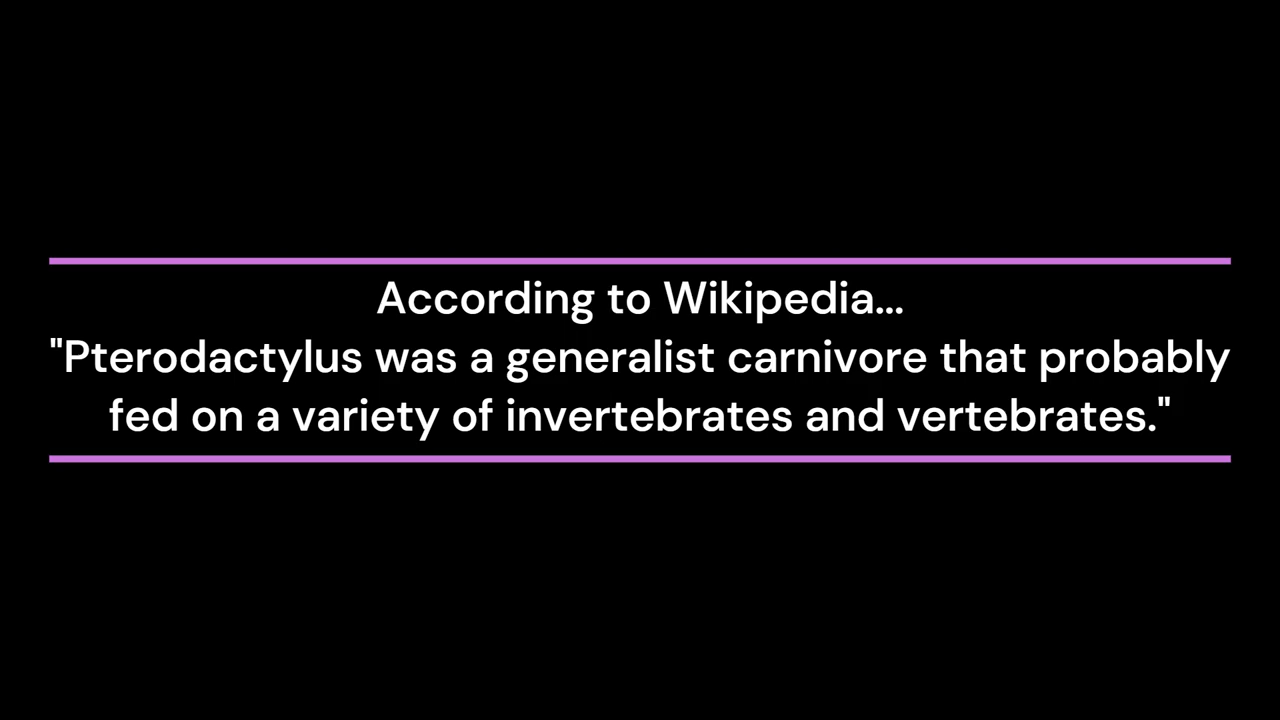 According to Wikipedia...
"Pterodactylus was a generalist carnivore that probably
fed on a variety of invertebrates and vertebrates."